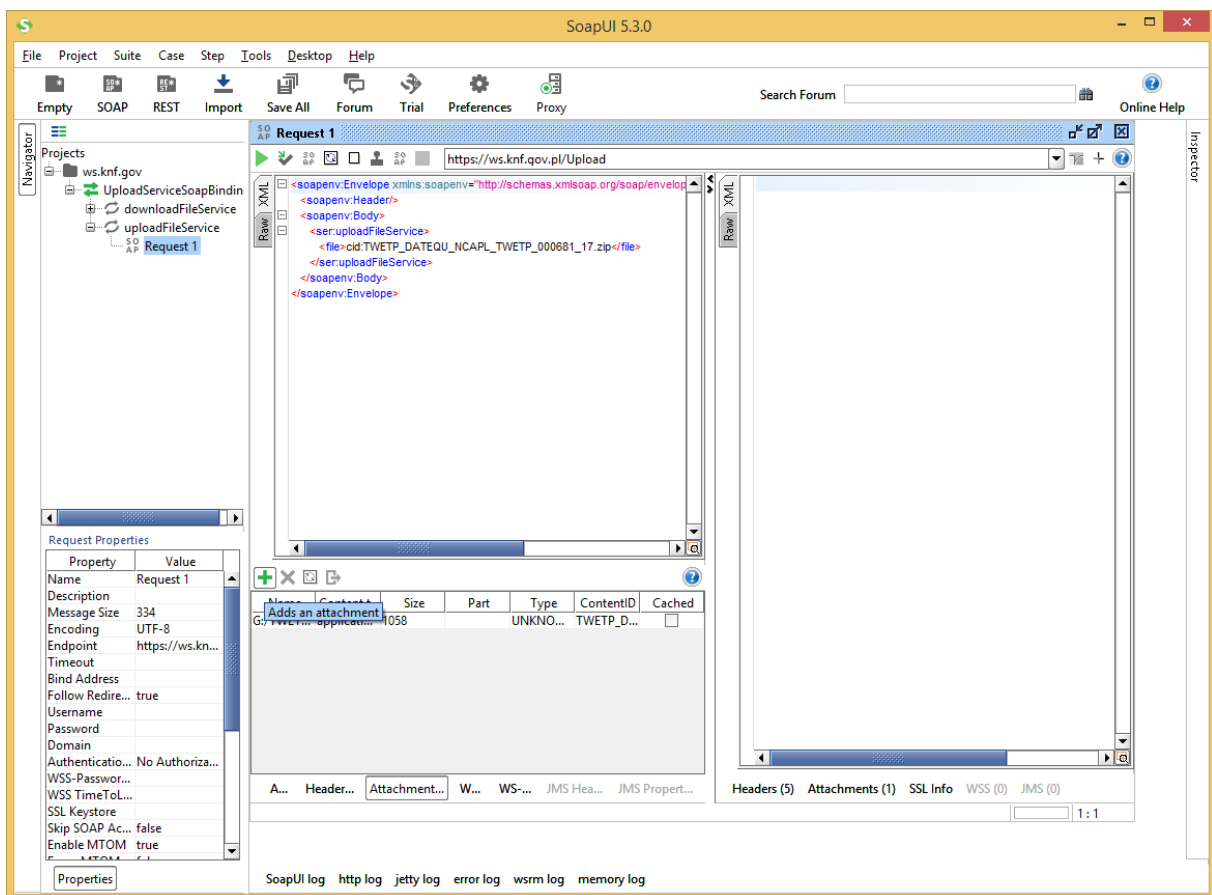 SoapUI 5.3.0
File Project Suite Case Step Tools Desktop Help
Empty SOAP REST Import Save All Forum Trial Preferences Proxy Search Forum Online Help
Navigator
Projects
ws.knf.gov
UploadServiceSoapBindin
downloadFileService
uploadFileService
SO AP Request 1
SO AP Request 1
https://ws.knf.gov.pl/Upload
XML
Raw
<soapenv:Envelope xmlns:soapenv="http://schemas.xmlsoap.org/soap/envelop
<soapenv:Header/>
<soapenv:Body>
<ser:uploadFileService>
<file>cid:TWETP_DATEQU_NCAPL_TWETP_000681_17.zip</file>
</ser:uploadFileService>
</soapenv:Body>
</soapenv:Envelope>
XML
Raw
Inspector
Request Properties
Property Value
Name Request 1
Description
Message Size 334
Encoding UTF-8
Endpoint https://ws.kn...
Timeout
Bind Address
Follow Redire... true
Username
Password
Domain
Authenticatio... No Authoriza...
WSS-Passwor...
WSS TimeToL...
SSL Keystore
Skip SOAP Ac... false
Enable MTOM true
Properties
Size Part Type ContentID Cached
Adds an attachment
1058 UNKNO... TWETP_D...
A... Header... Attachment... W... WS-... JMS Hea... JMS Propert...
Headers (5) Attachments (1) SSL Info WSS (0) JMS (0)
1 : 1
SoapUI log http log jetty log error log wsrm log memory log